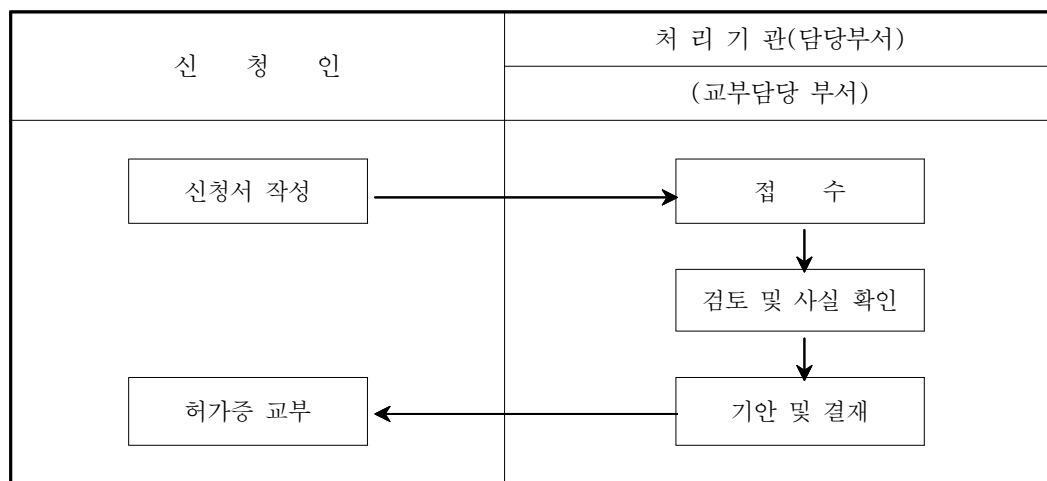 신 청 인
처 리 기 관(담당부서)
(교부담당 부서)
신청서 작성
접 수
검토 및 사실 확인
허가증 교부
기안 및 결재